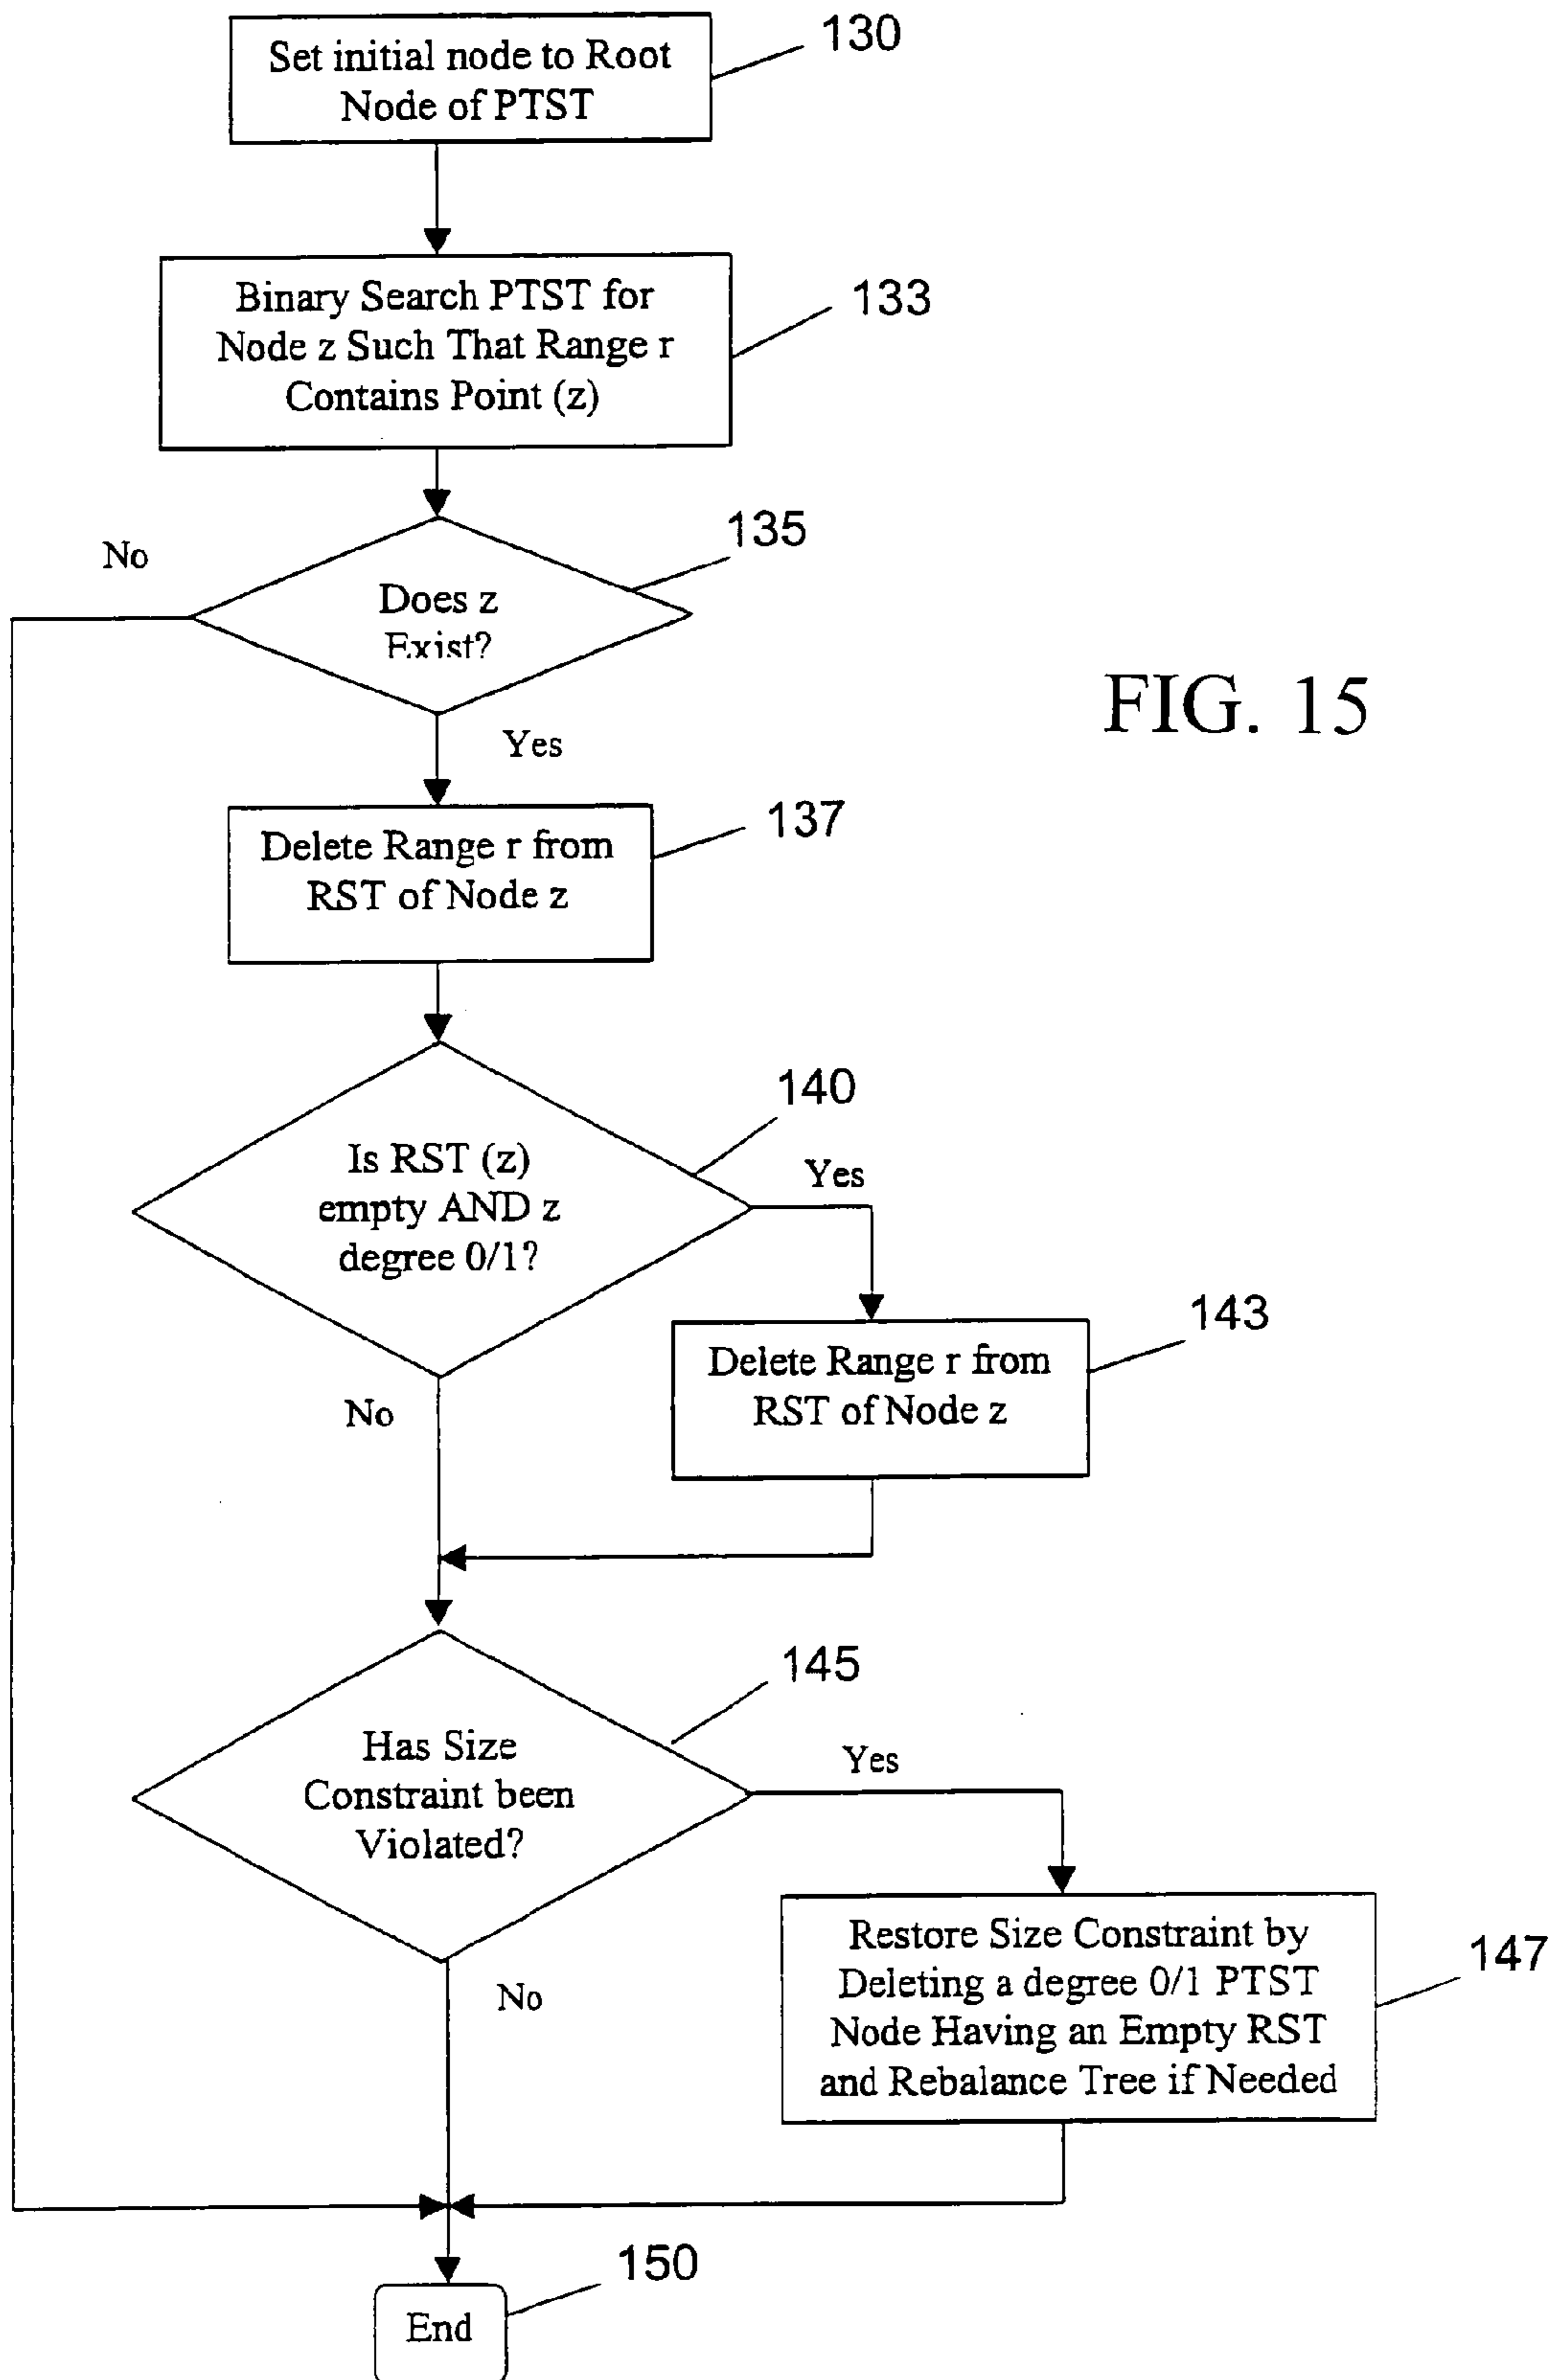 Set initial node to Root
Node of PTST
130
Binary Search PTST for
Node z Such That Range r
Contains Point (z)
133
No
135
Does z
Exist?
FIG. 15
Yes
Delete Range r from
RST of Node z
137
140
Is RST (z)
empty AND z
degree 0/1?
Yes
143
Delete Range r from
RST of Node z
No
145
Has Size
Constraint been
Violated?
Yes
Restore Size Constraint by
Deleting a degree 0/1 PTST
Node Having an Empty RST
and Rebalance Tree if Needed
147
No
150
End